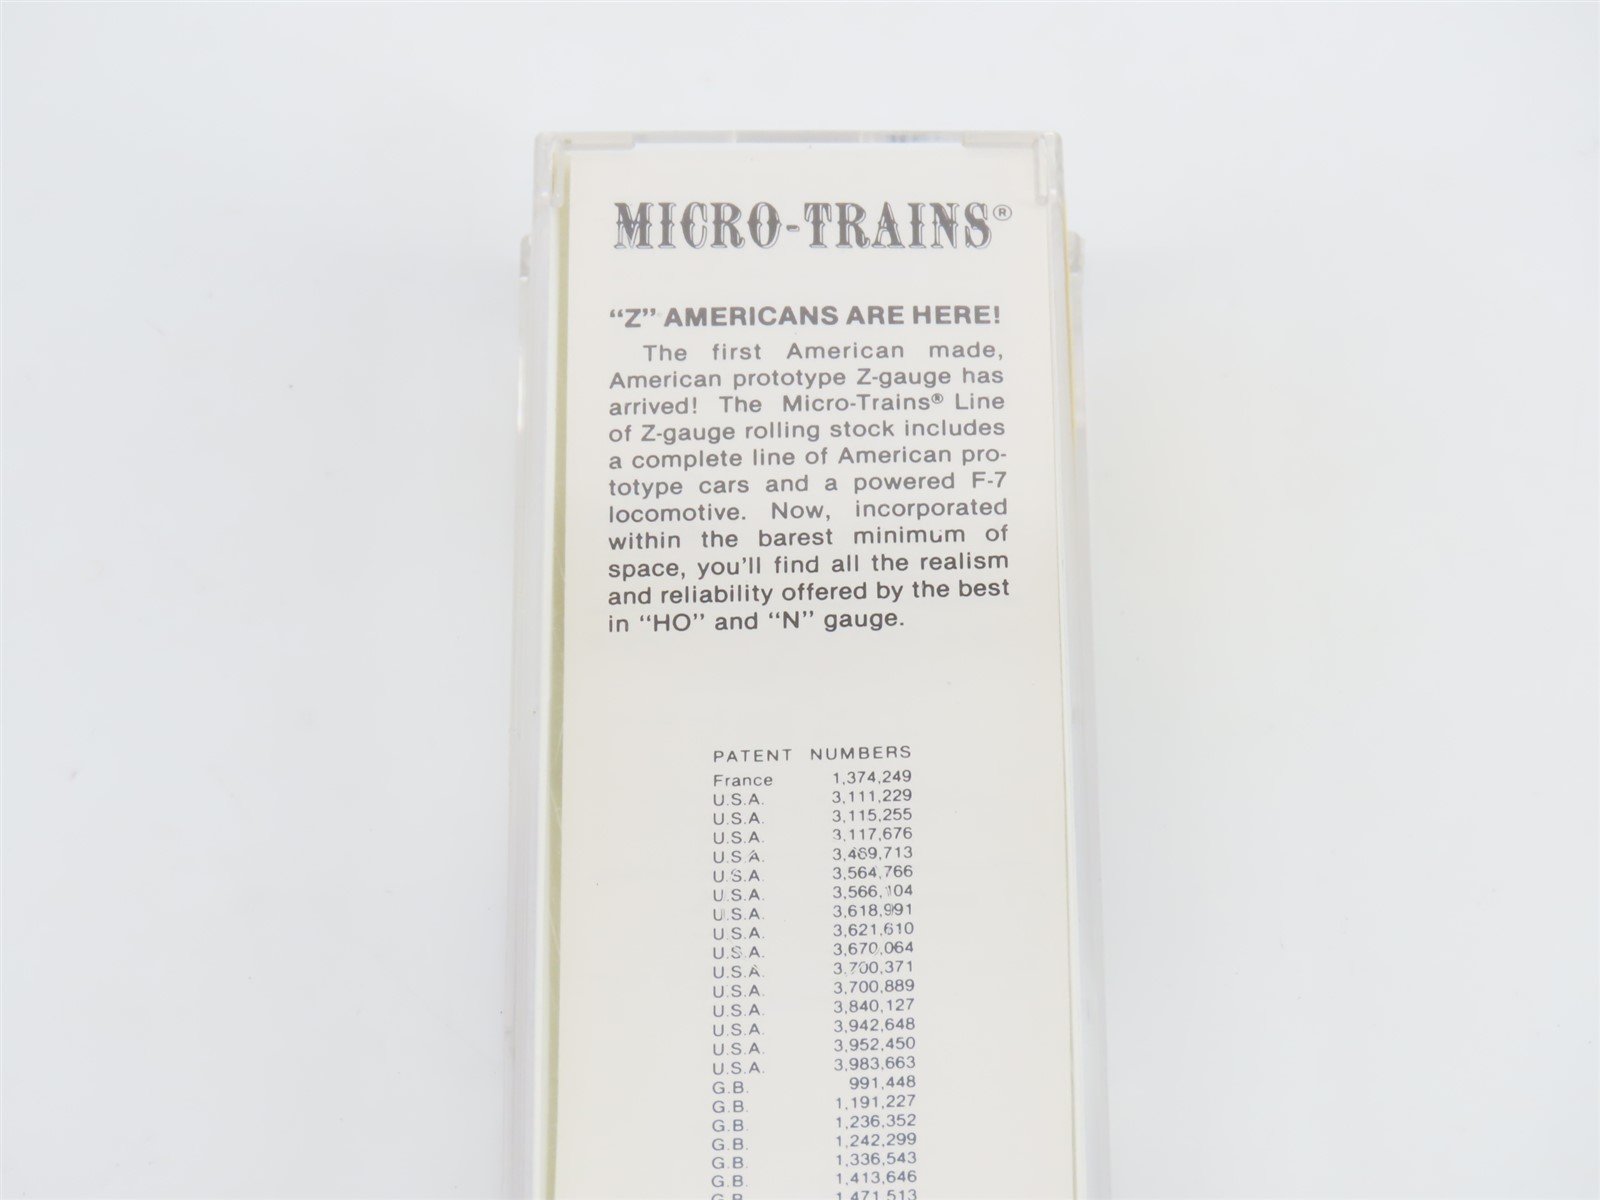 MICRO-TRAINS®
“Z” AMERICANS ARE HERE!
The first American made,
American prototype Z-gauge has
arrived! The Micro-Trains® Line
of Z-gauge rolling stock includes
a complete line of American pro-
totype cars and a powered F-7
locomotive. Now, incorporated
within the barest minimum of
space, you’ll find all the realism
and reliability offered by the best
in “HO” and “N” gauge.
PATENT NUMBERS
France 1,374,249
U.S.A. 3,111,229
U.S.A. 3,115,255
U.S.A. 3,117,676
U.S.A. 3,469,713
U.S.A. 3,564,766
U.S.A. 3,566,104
U.S.A. 3,618,991
U.S.A. 3,621,610
U.S.A. 3,670,064
U.S.A. 3,700,371
U.S.A. 3,700,889
U.S.A. 3,840,127
U.S.A. 3,942,648
U.S.A. 3,952,450
U.S.A. 3,983,663
G.B. 991,448
G.B. 1,191,227
G.B. 1,236,352
G.B. 1,242,299
G.B. 1,336,543
G.B. 1,413,646
G.B. 1,471,513